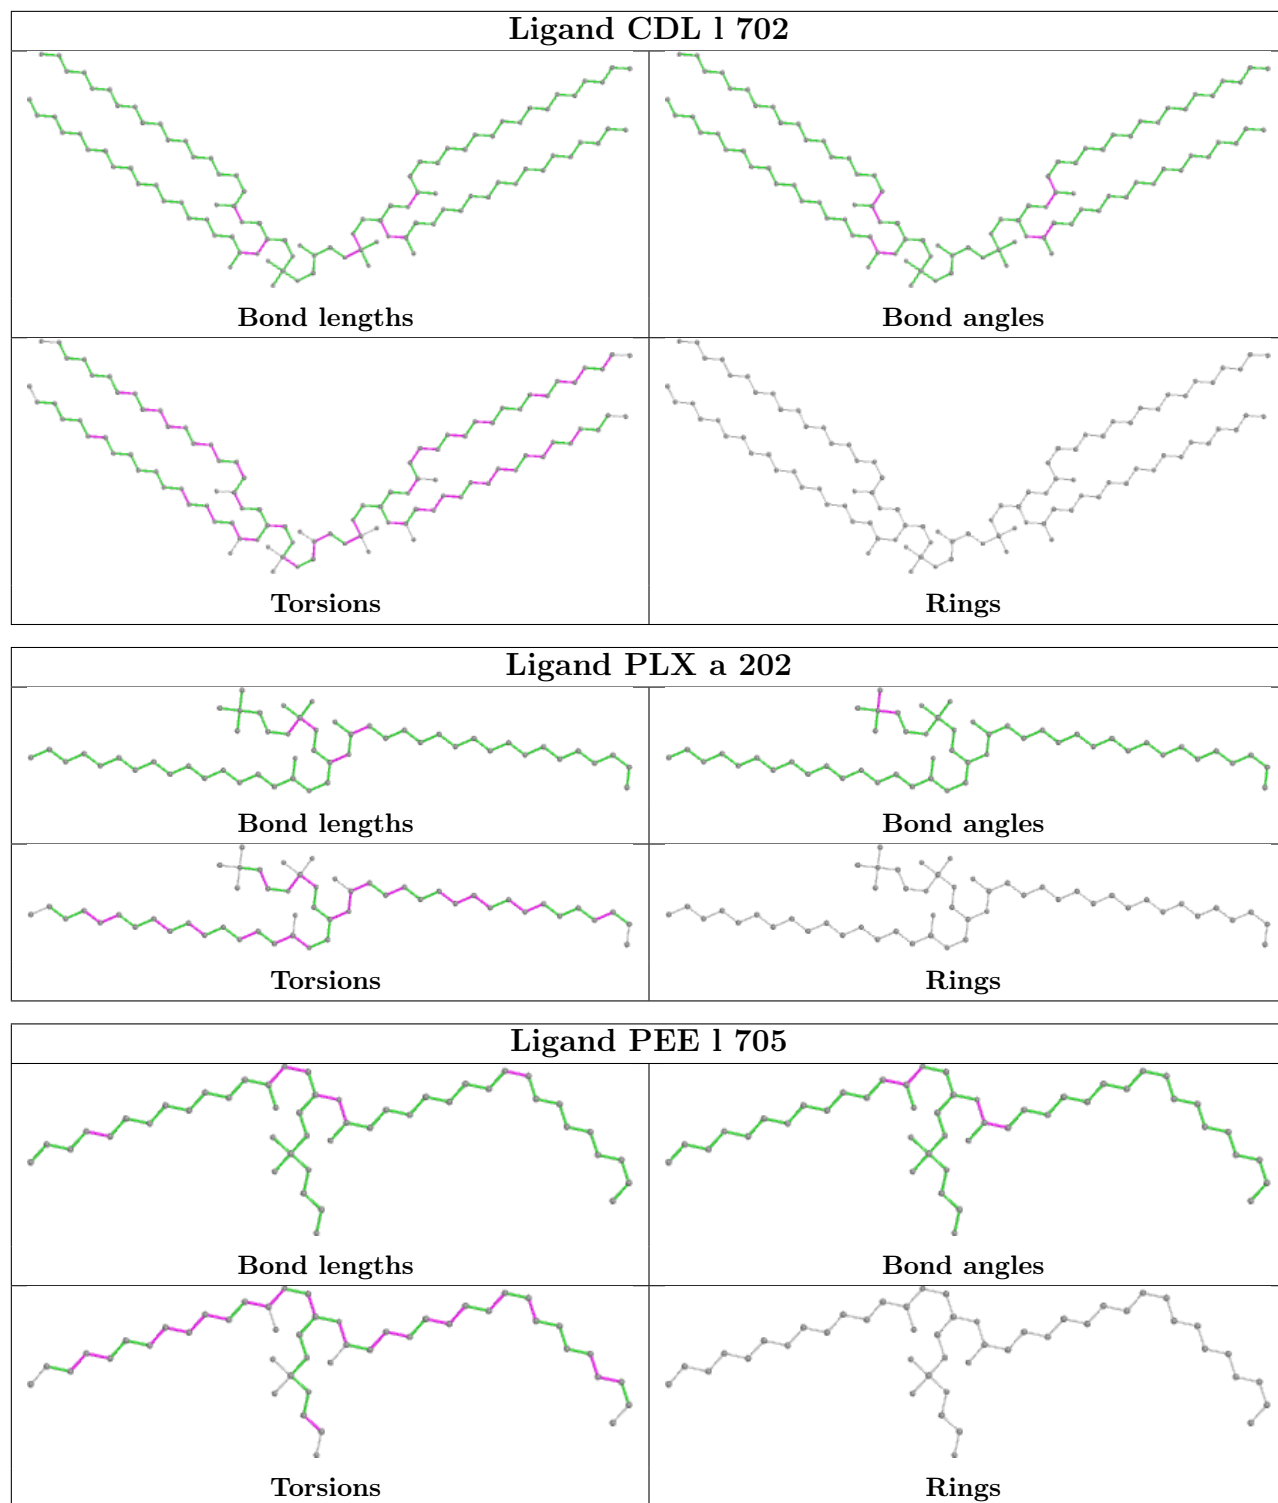 Ligand CDL l 702
Bond lengths
Bond angles
Torsions
Rings
Ligand PLX a 202
Bond lengths
Bond angles
Torsions
Rings
Ligand PEE l 705
Bond lengths
Bond angles
Torsions
Rings